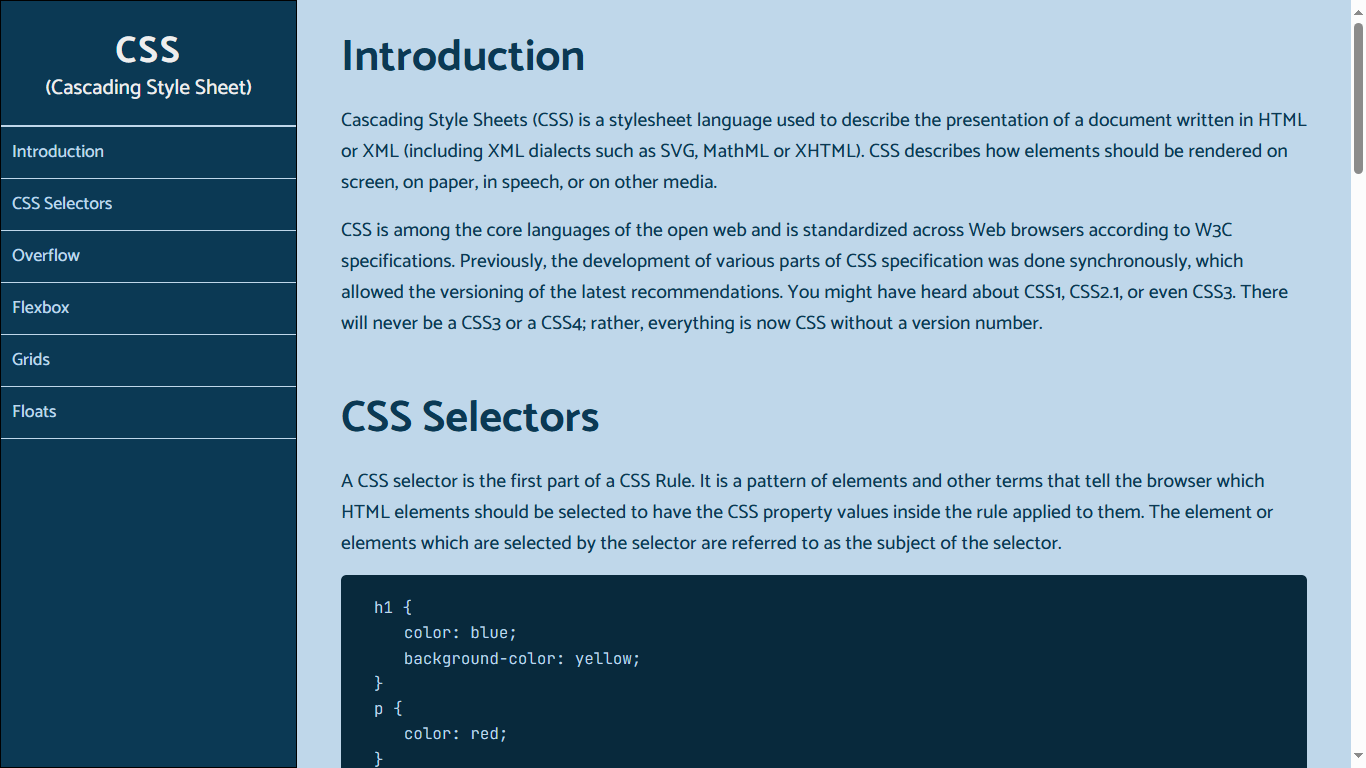 CSS
(Cascading Style Sheet)
Introduction
CSS Selectors
Overflow
Flexbox
Grids
Floats
Introduction
Cascading Style Sheets (CSS) is a stylesheet language used to describe the presentation of a document written in HTML
or XML (including XML dialects such as SVG, MathML or XHTML). CSS describes how elements should be rendered on
screen, on paper, in speech, or on other media.
CSS is among the core languages of the open web and is standardized across Web browsers according to W3C
specifications. Previously, the development of various parts of CSS specification was done synchronously, which
allowed the versioning of the latest recommendations. You might have heard about CSS1, CSS2.1, or even CSS3. There
will never be a CSS3 or a CSS4; rather, everything is now CSS without a version number.
CSS Selectors
A CSS selector is the first part of a CSS Rule. It is a pattern of elements and other terms that tell the browser which
HTML elements should be selected to have the CSS property values inside the rule applied to them. The element or
elements which are selected by the selector are referred to as the subject of the selector.
h1 {
color: blue;
background-color: yellow;
}
p {
color: red;
}